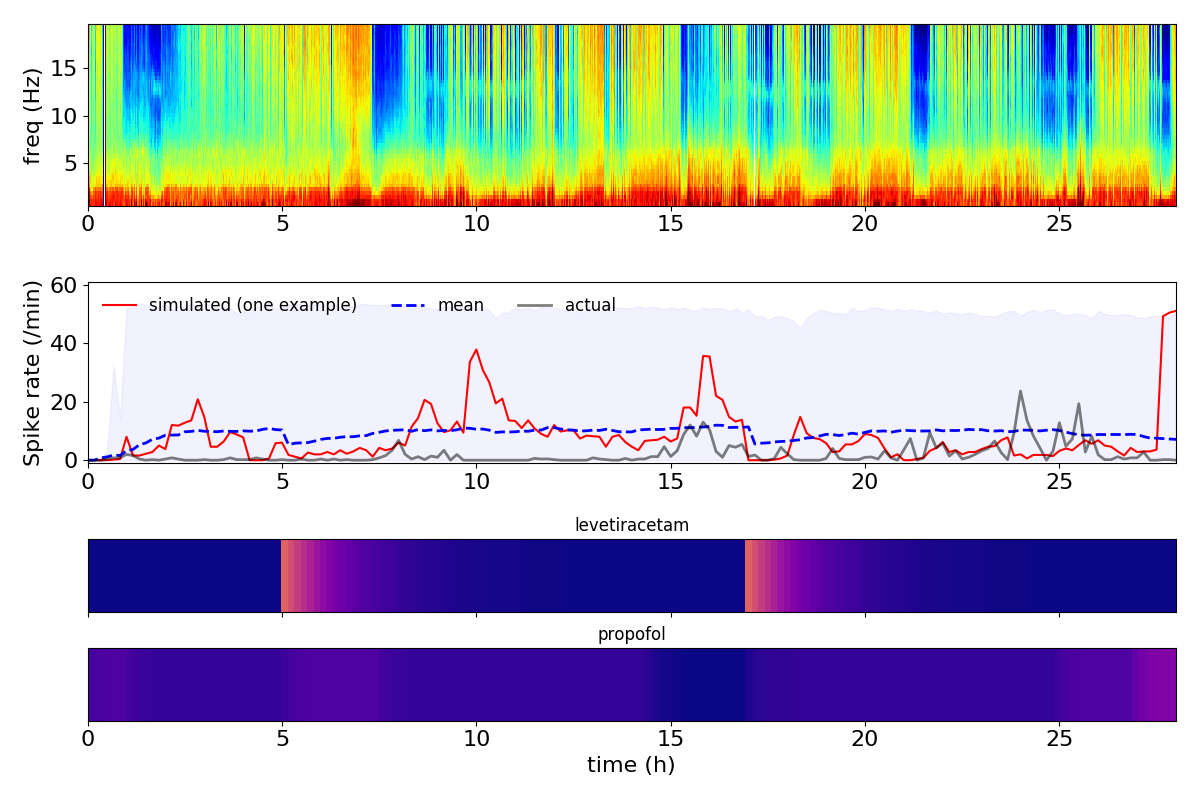 freq (Hz)
15
10
5
0 5 10 15 20 25
Spike rate (/min)
60
40
20
0
simulated (one example) mean actual
0 5 10 15 20 25
levetiracetam
propofol
0 5 10 15 20 25
time (h)